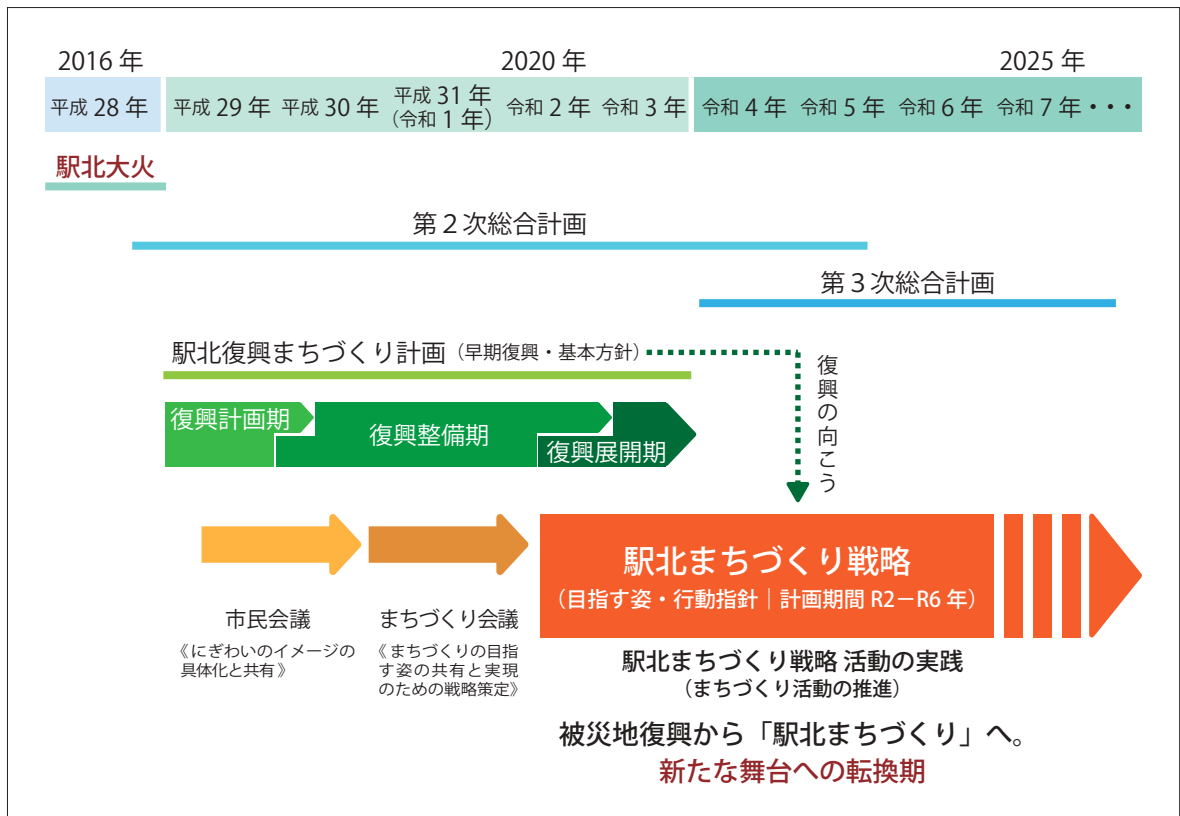 2016 年
2020 年
2025 年
平成 28 年
平成 29 年
平成 30 年
平成 31 年
(令和 1 年)
令和 2 年
令和 3 年
令和 4 年
令和 5 年
令和 6 年
令和 7 年・・・
駅北大火
第２次総合計画
第３次総合計画
駅北復興まちづくり計画（早期復興・基本方針）
復興の向こう
復興計画期
復興整備期
復興展開期
駅北まちづくり戦略
（目指す姿・行動指針｜計画期間 R2－R6 年）
市民会議
《にぎわいのイメージの
具体化と共有》
まちづくり会議
《まちづくりの目指
す姿の共有と実現
のための戦略策定》
駅北まちづくり戦略 活動の実践
（まちづくり活動の推進）
被災地復興から「駅北まちづくり」へ。
新たな舞台への転換期